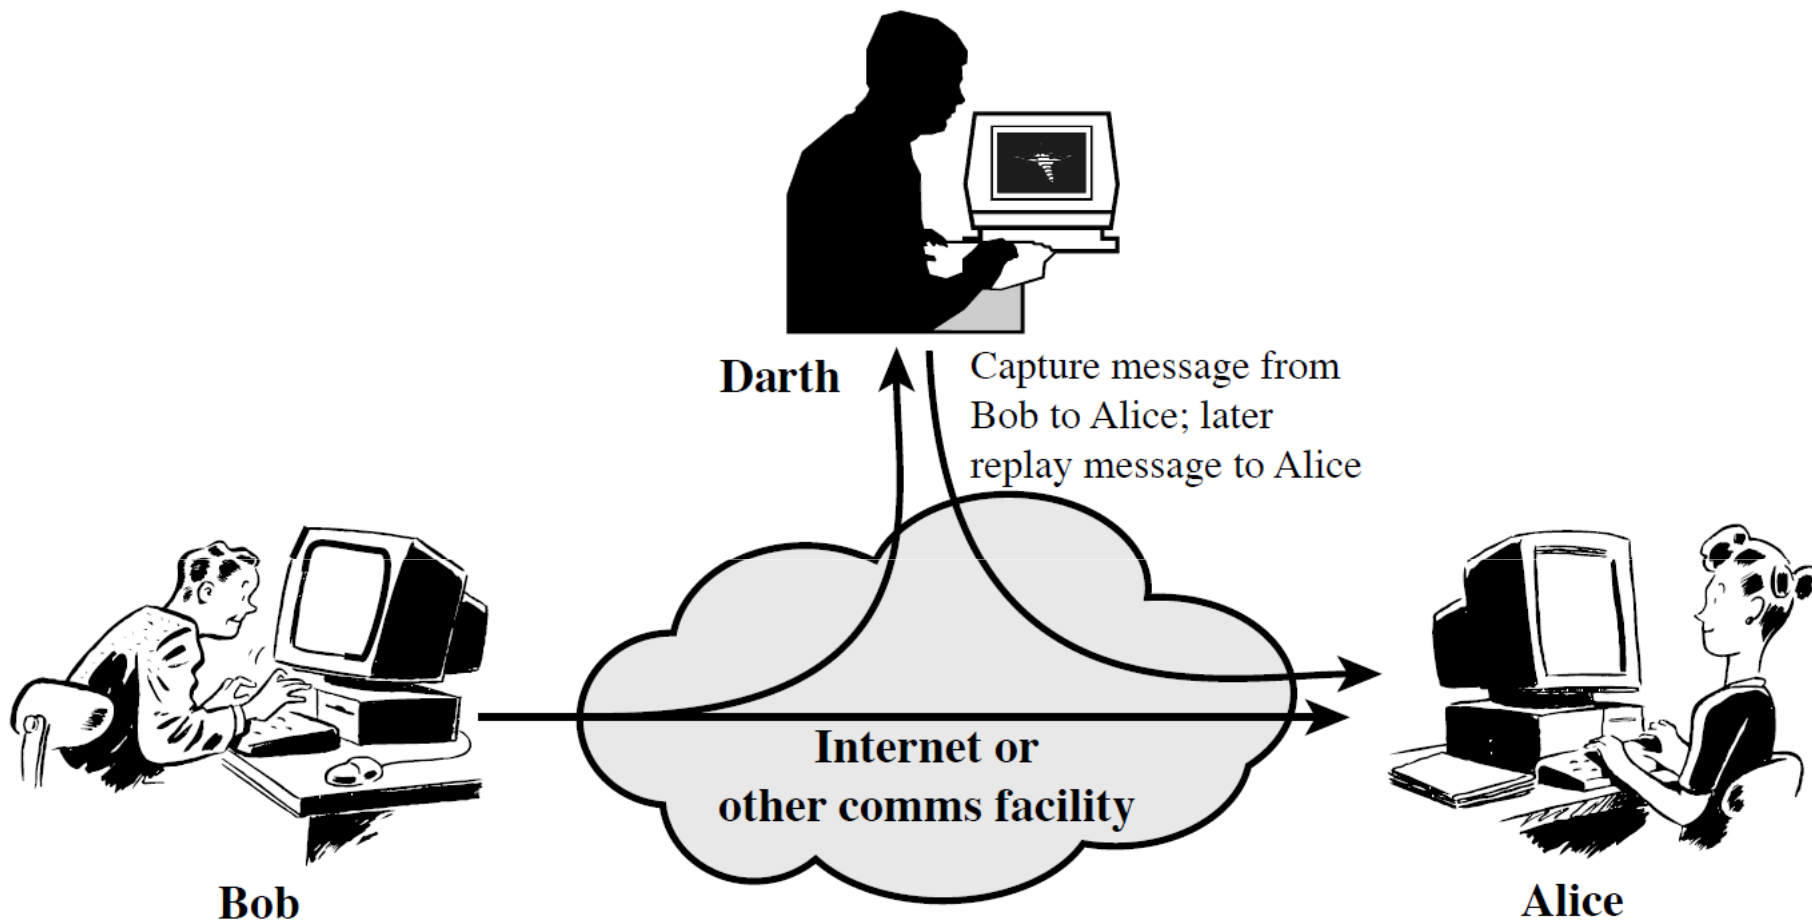 Darth
Capture message from
Bob to Alice; later
replay message to Alice
Internet or
other comms facility
Bob
Alice